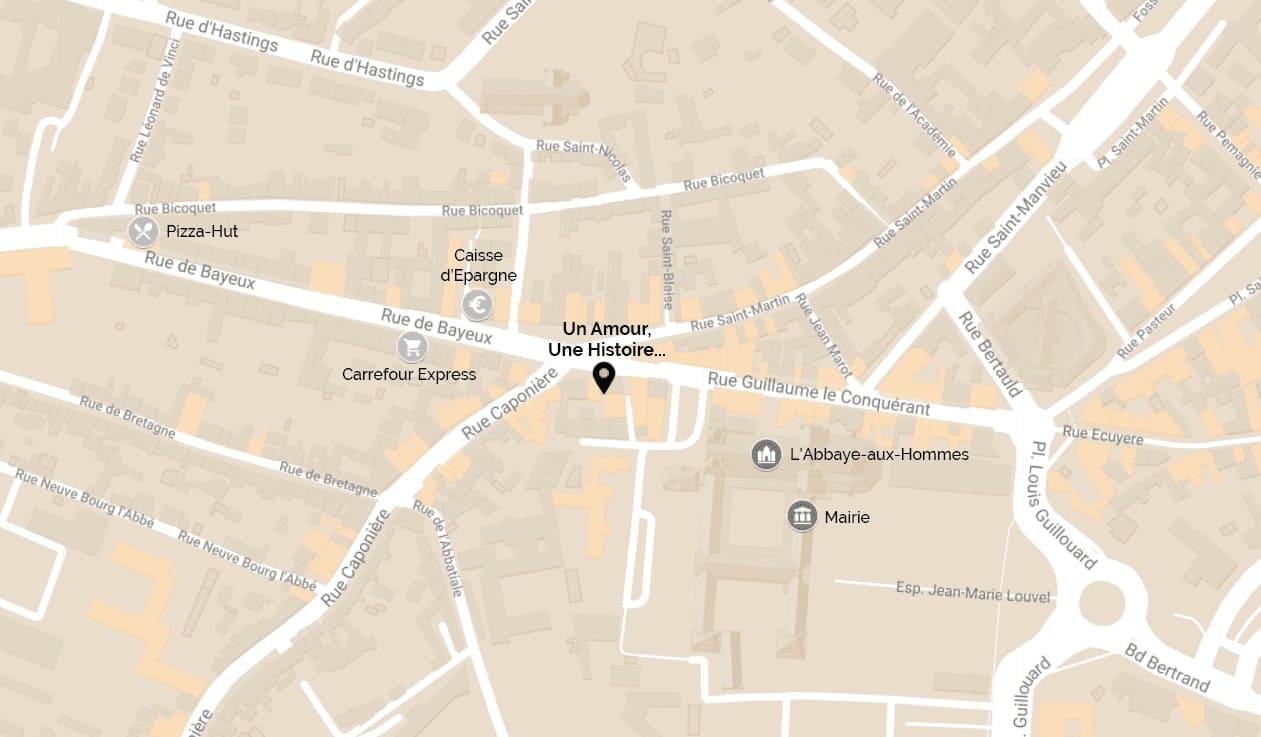 Rue d'Hastings
Rue d'Hastings
Rue Sai
Foss
Rue Léonard de Vinci
Rue de l'Académie
Pl. Saint-Martin
Rue Pemagnie
Rue Saint-Nicolas
Rue Bicoquet
Rue Bicoquet
Rue Bicoquet
Rue Saint-Martin
Rue Saint-Manvieu
Pizza-Hut
Rue de Bayeux
Caisse
d'Epargne
Rue Saint-Blaise
Pl. Sa
Rue de Bayeux
Rue Saint-Martin
Rue Jean Marot
Rue Bertauld
Rue Pasteur
Un Amour,
Une Histoire...
Carrefour Express
Rue Caponière
Rue Guillaume le Conquérant
Rue de Bretagne
Rue Ecuyere
Rue de Bretagne
L'Abbaye-aux-Hommes
Pl. Louis Guillouard
Rue Neuve Bourg l'Abbé
Rue Neuve Bourg l'Abbé
Rue Caponière
Rue de l'Abbatiale
Mairie
Esp. Jean-Marie Louvel
Bd Bertrand
Guillouard
ière